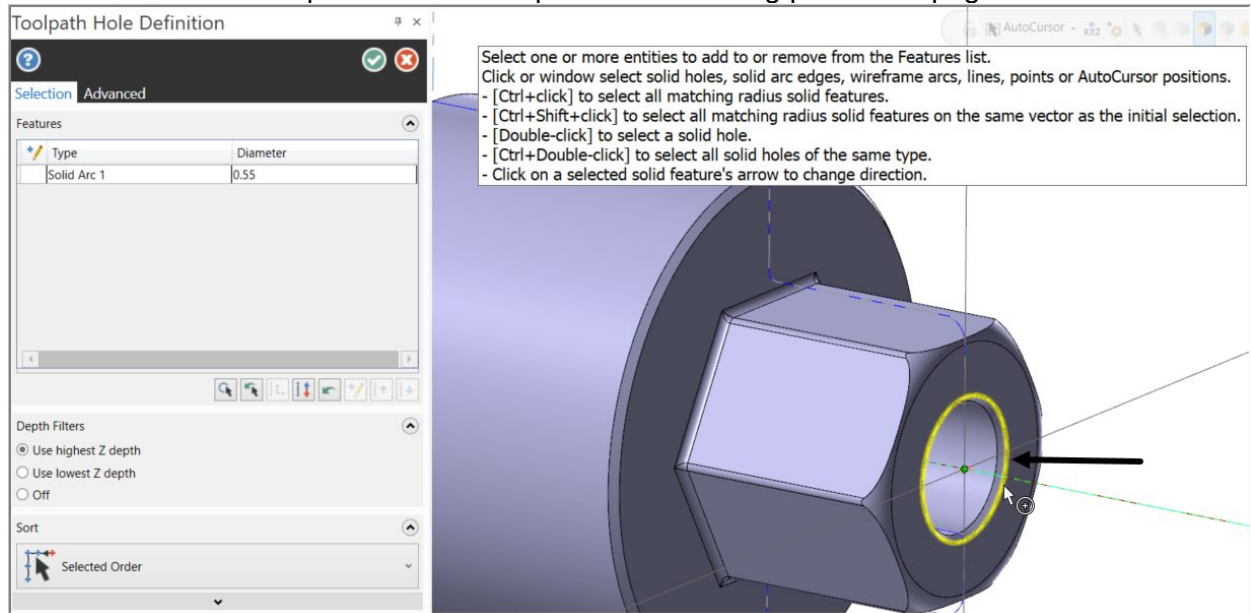 Toolpath Hole Definition
AutoCursor
Selection Advanced
Features
Type Diameter
Solid Arc 1 0.55
Depth Filters
Use highest Z depth
Use lowest Z depth
Off
Sort
Selected Order
Select one or more entities to add to or remove from the Features list.
Click or window select solid holes, solid arc edges, wireframe arcs, lines, points or AutoCursor positions.
- [Ctrl+click] to select all matching radius solid features.
- [Ctrl+Shift+click] to select all matching radius solid features on the same vector as the initial selection.
- [Double-click] to select a solid hole.
- [Ctrl+Double-click] to select all solid holes of the same type.
- Click on a selected solid feature's arrow to change direction.